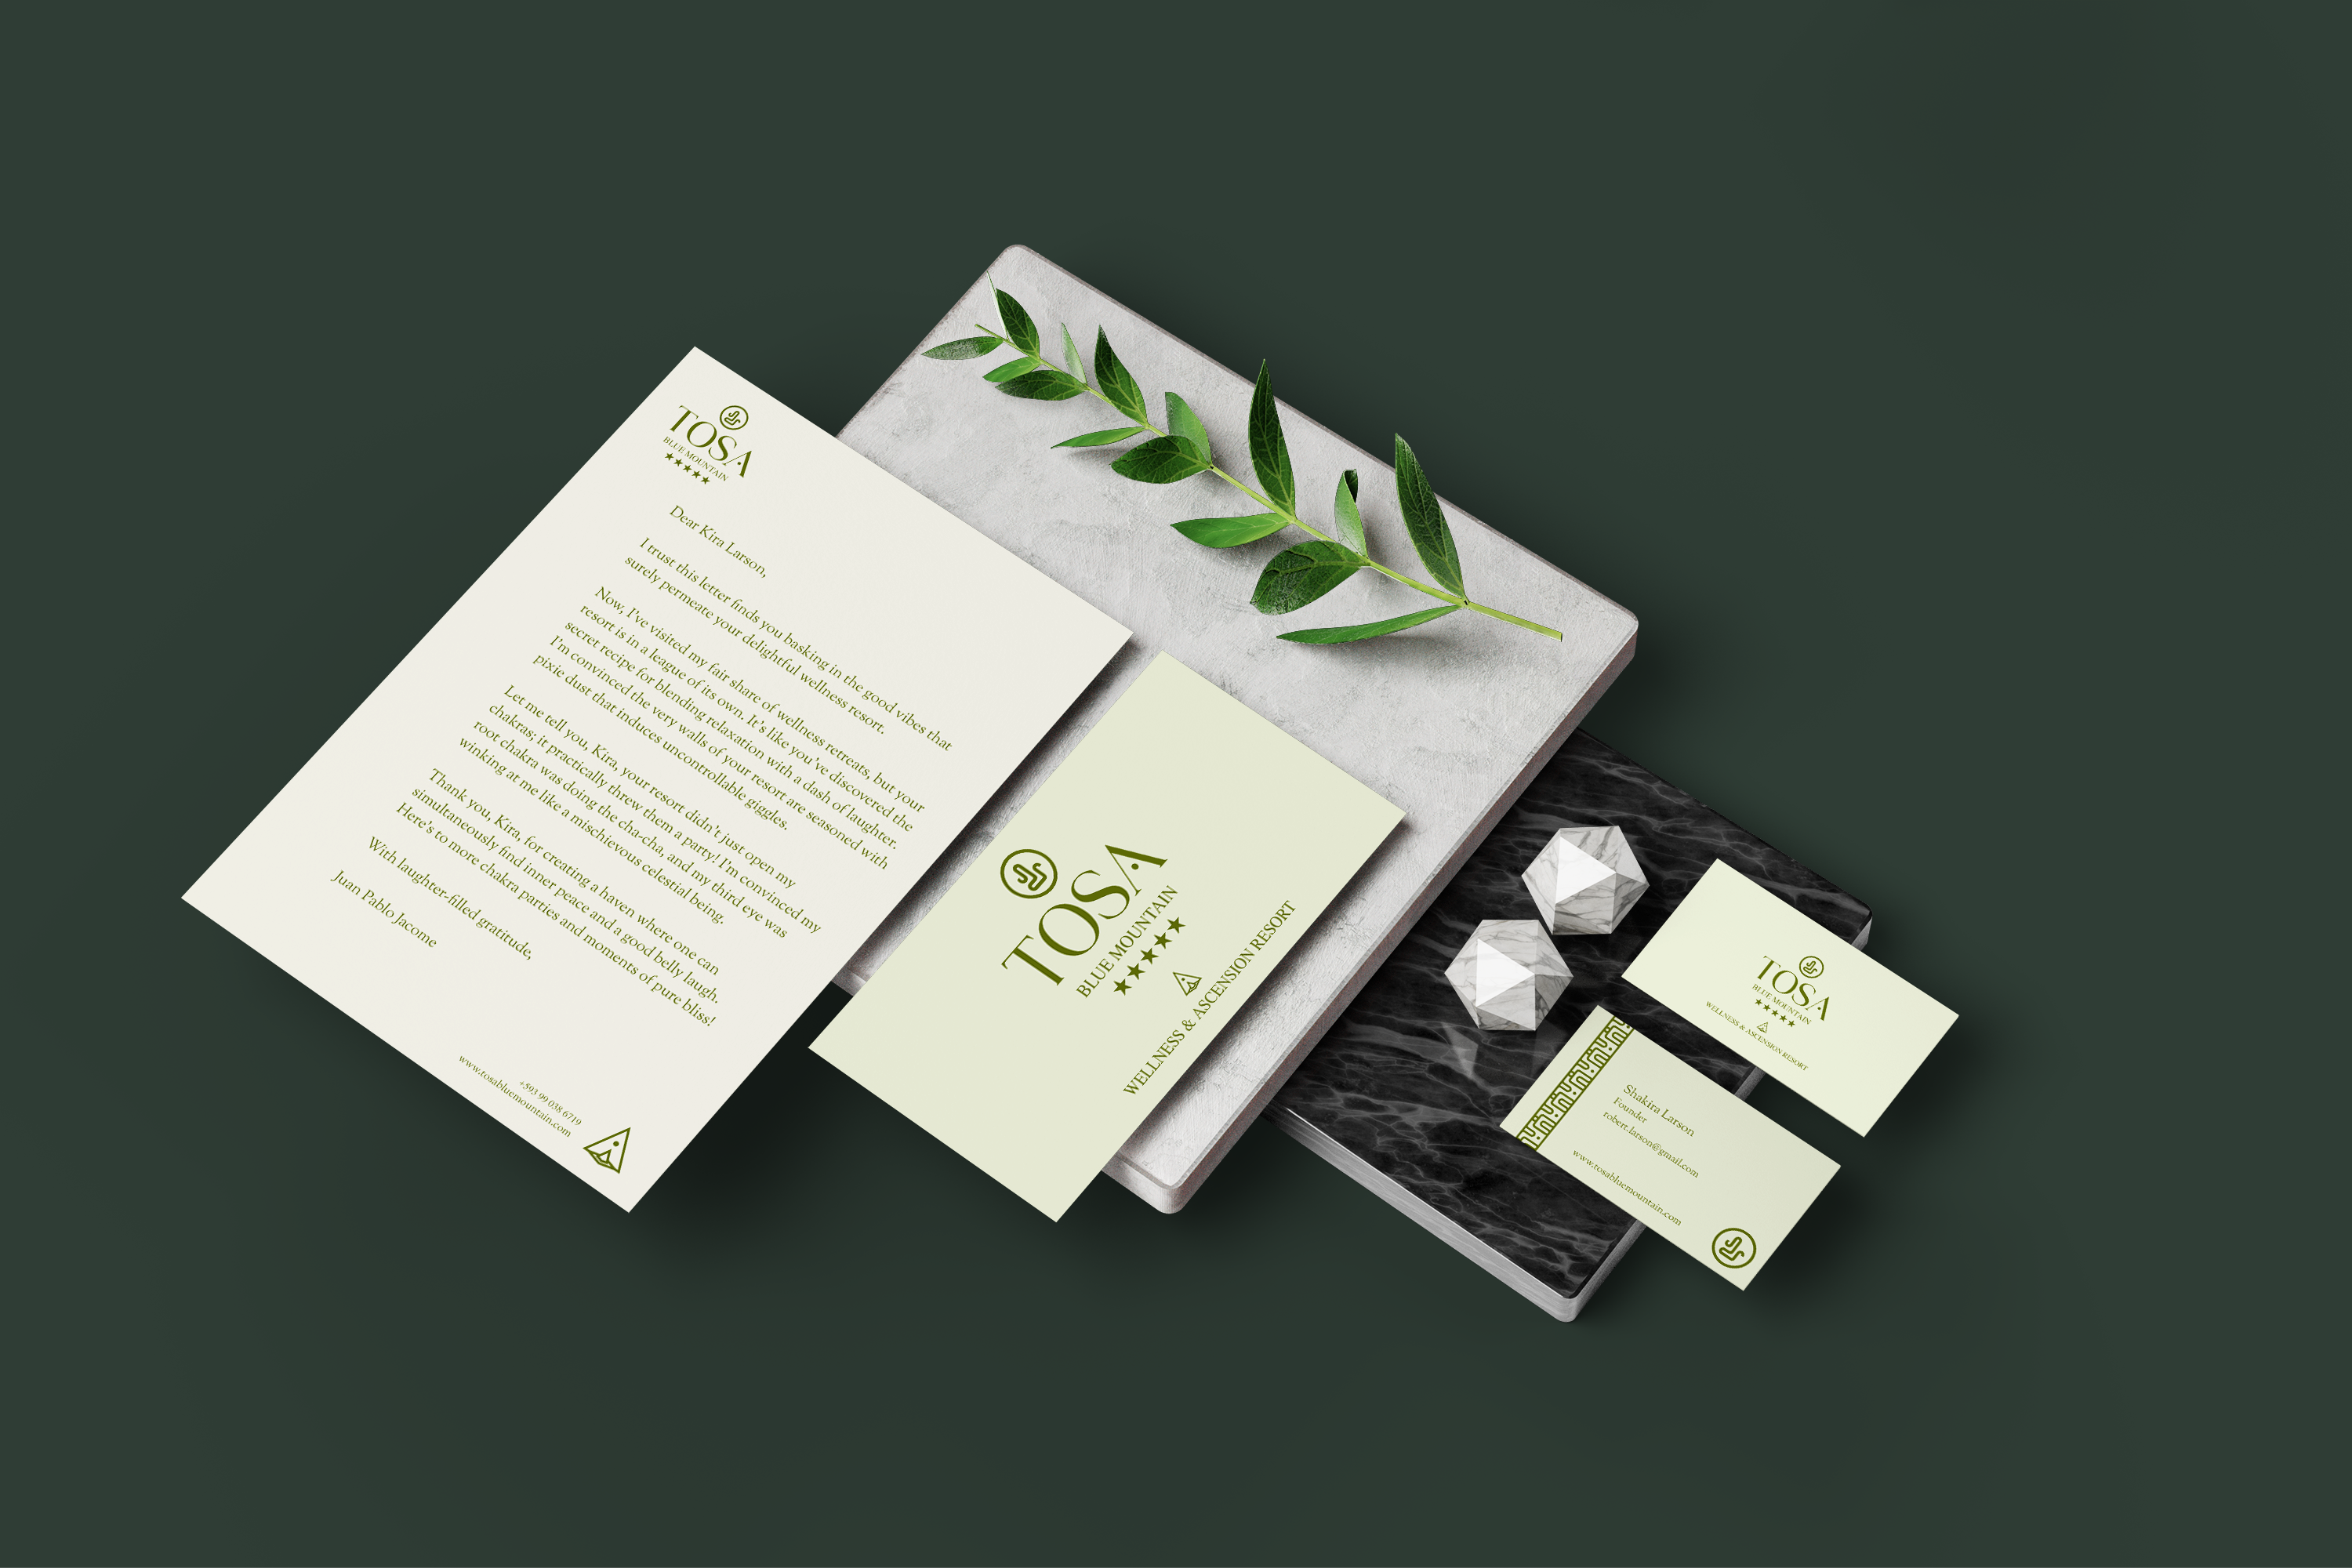 TOSA
BLUE MOUNTAIN
★★★★★
Dear Kira Larson,
I trust this letter finds you basking in the good vibes that
surely permeate your delightful wellness resort.
Now, I've visited my fair share of wellness retreats, but your
resort is in a league of its own. It's like you've discovered the
secret recipe for blending relaxation with a dash of laughter.
I'm convinced the very walls of your resort are seasoned with
pixie dust that induces uncontrollable giggles.
Let me tell you, Kira, your resort didn't just open my
chakras; it practically threw them a party! I'm convinced my
root chakra was doing the cha-cha, and my third eye was
winking at me like a mischievous celestial being.
Thank you, Kira, for creating a haven where one can
simultaneously find inner peace and a good belly laugh.
Here's to more chakra parties and moments of pure bliss!
With laughter-filled gratitude,
Juan Pablo Jacome
+593 99 038 6719
www.tosabluemountain.com
TOSA
BLUE MOUNTAIN
★★★★★
WELLNESS & ASCENSION RESORT
TOSA
BLUE MOUNTAIN
★★★★★
WELLNESS & ASCENSION RESORT
Shakira Larson
Founder
robert.larson@gmail.com
www.tosabluemountain.com